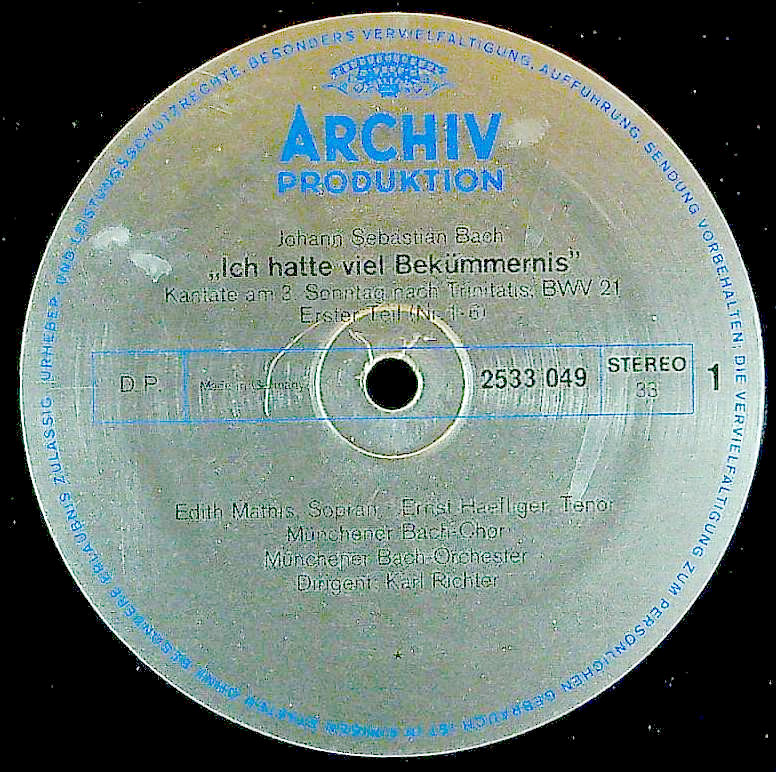 URHEBER- UND LEISTUNGSSCHUTZRECHTE, BESONDERS VERVIELFÄLTIGUNG, AUFFÜHRUNG, SENDUNG VORBEHALTEN; DIE VERVIELFÄLTIGUNG ZUM PERSÖNLICHEN GEBRAUCH IST IN OHNE BESONDERE ERLAUBNIS ZULÄSSIG.
ARCHIV
PRODUKTION
Johann Sebastian Bach
„Ich hatte viel Bekümmernis”
Kantate am 3. Sonntag nach Trinitatis, BWV 21
Erster Teil (Nr. 1-6)
D.P. Made in Germany 2533 049 STEREO 1
33
Edith Mathis, Sopran · Ernst Haefliger, Tenor
Münchener Bach-Chor
Münchener Bach-Orchester
Dirigent: Karl Richter
*